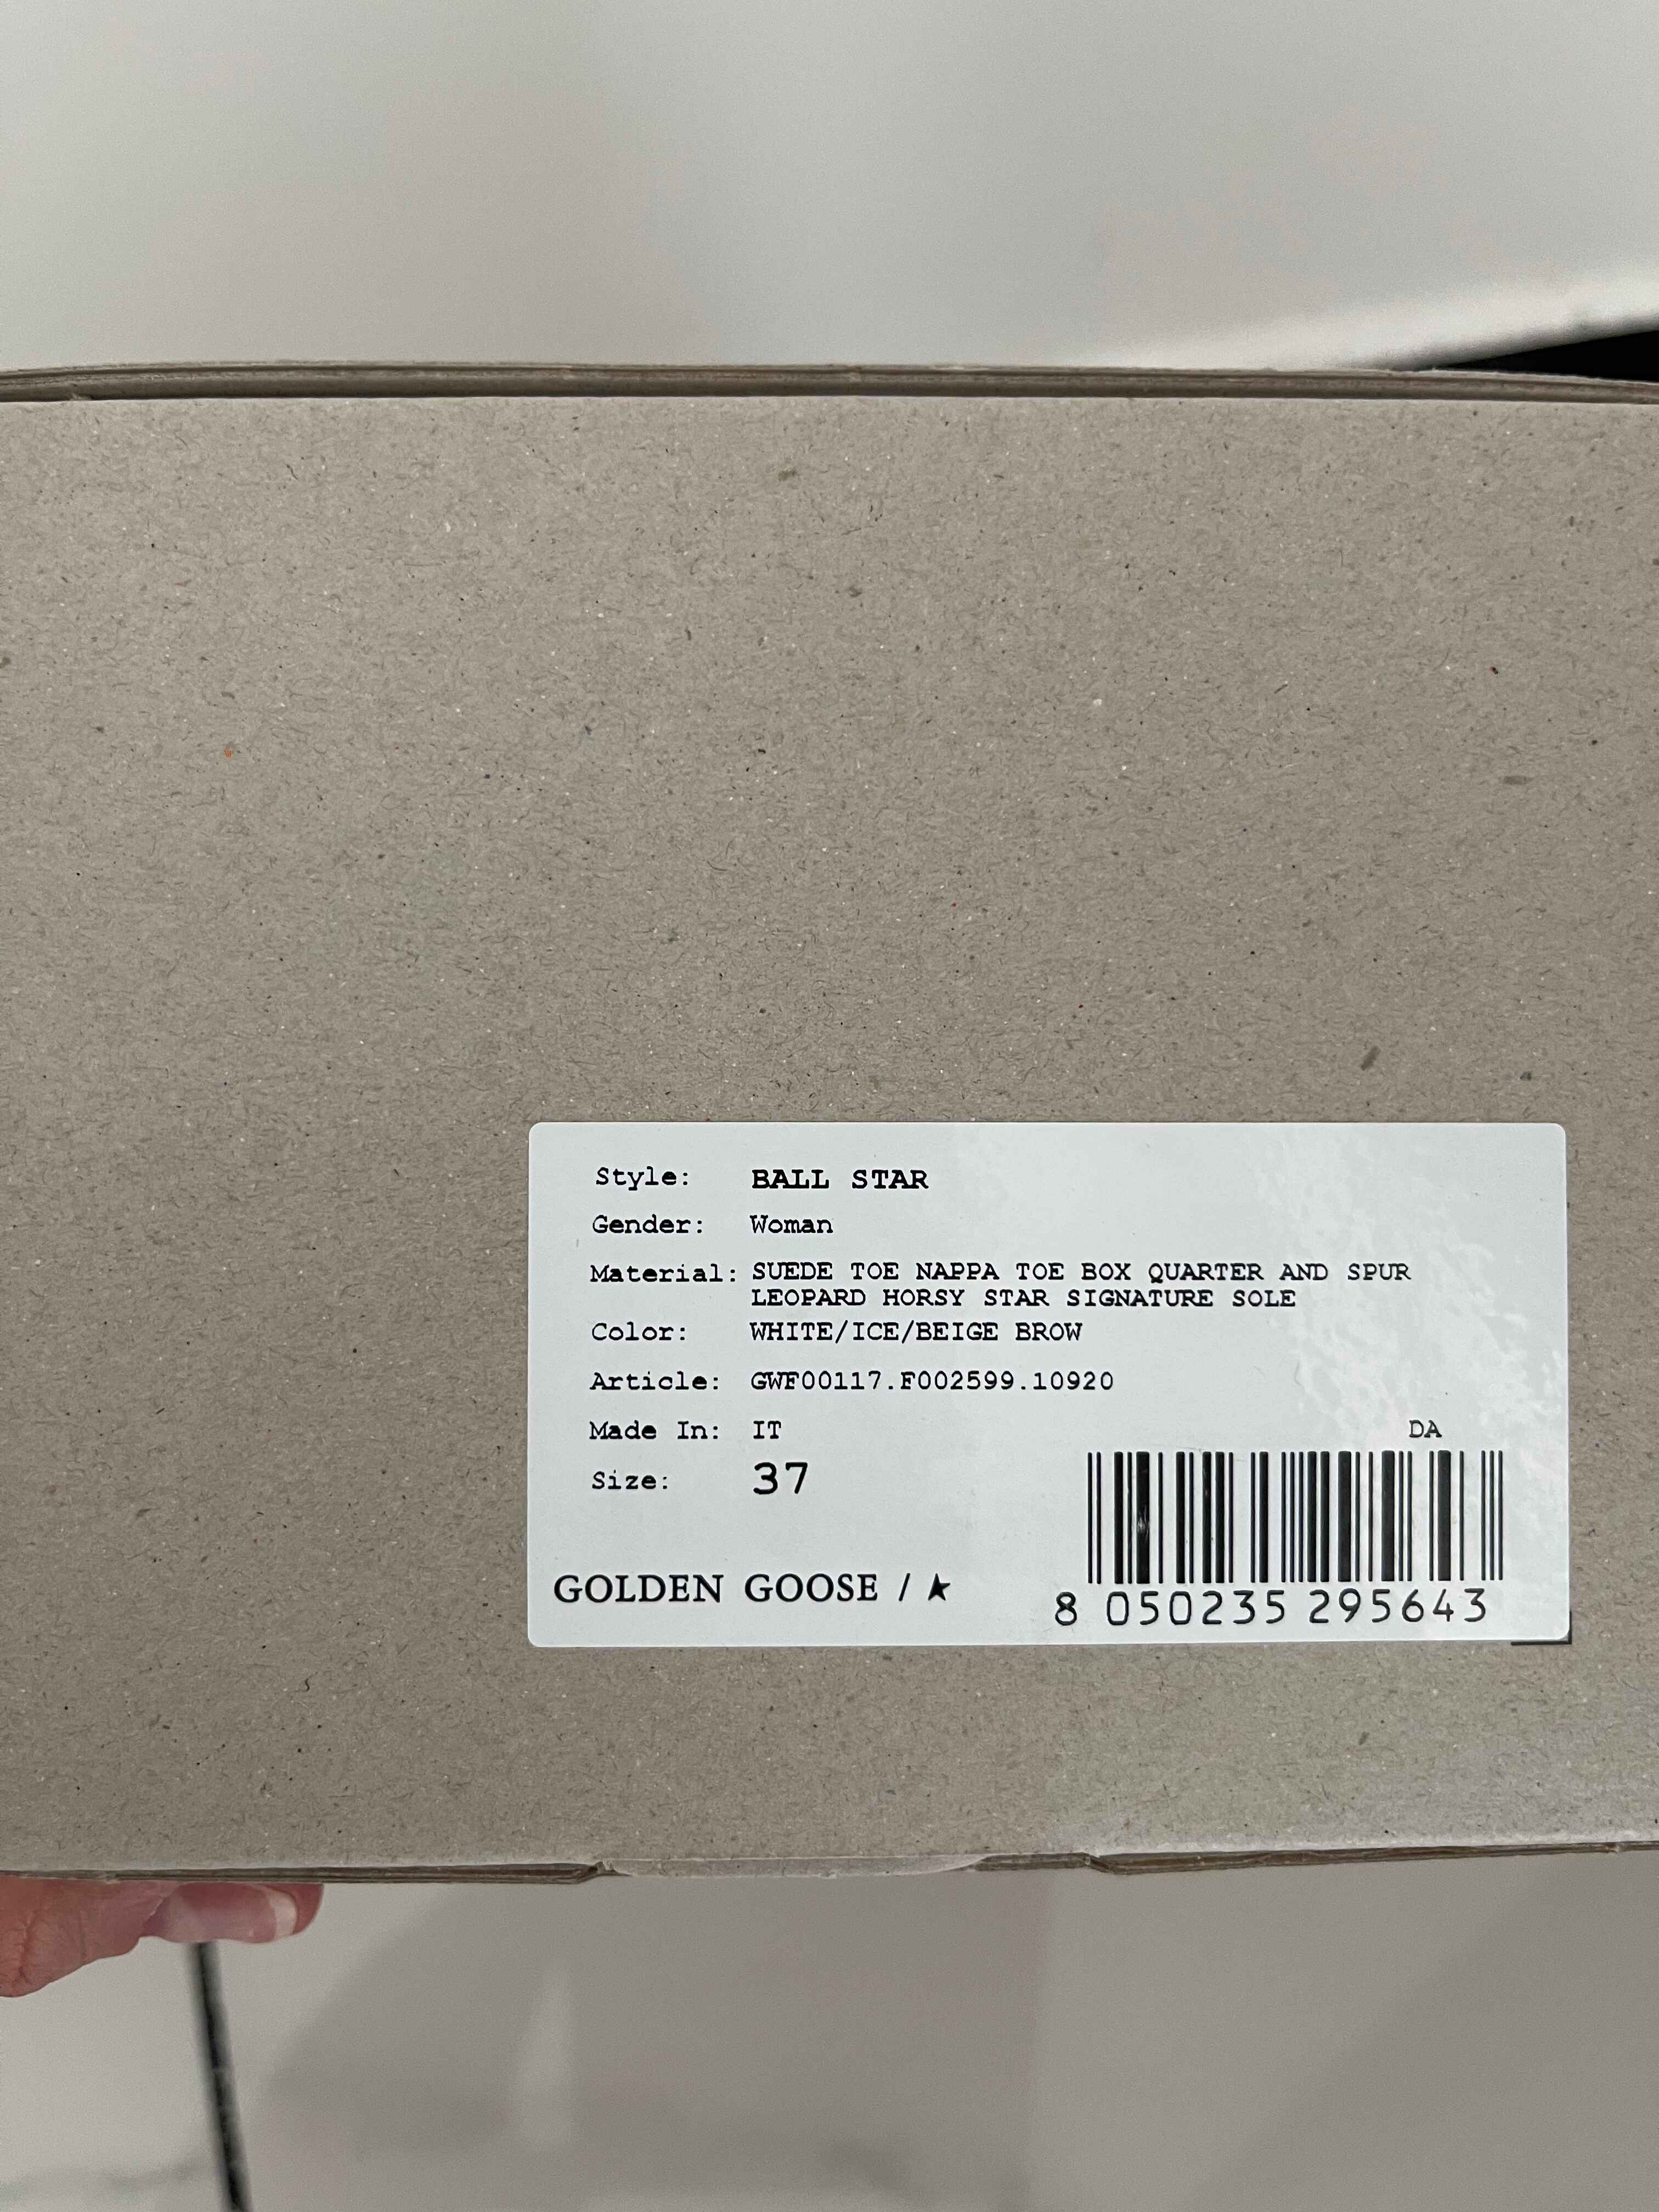 Style: BALL STAR
Gender: Woman
Material: SUEDE TOE NAPPA TOE BOX QUARTER AND SPUR
LEOPARD HORSY STAR SIGNATURE SOLE
Color: WHITE/ICE/BEIGE BROW
Article: GWF00117.F002599.10920
Made In: IT
DA
Size: 37
GOLDEN GOOSE /
8 050235 295643